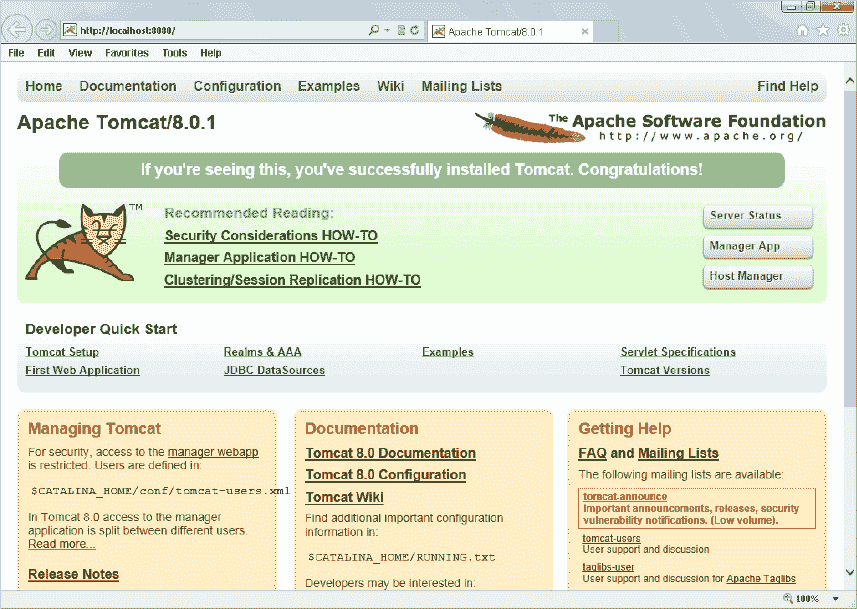 http://localhost:8080/
Apache Tomcat/8.0.1
File Edit View Favorites Tools Help
Home Documentation Configuration Examples Wiki Mailing Lists Find Help
Apache Tomcat/8.0.1
The Apache Software Foundation
http://www.apache.org/
If you're seeing this, you've successfully installed Tomcat. Congratulations!
TM
Recommended Reading:
Security Considerations HOW-TO
Manager Application HOW-TO
Clustering/Session Replication HOW-TO
Server Status
Manager App
Host Manager
Developer Quick Start
Tomcat Setup
First Web Application
Realms & AAA
JDBC DataSources
Examples
Servlet Specifications
Tomcat Versions
Managing Tomcat
For security, access to the manager webapp
is restricted. Users are defined in:
$CATALINA_HOME/conf/tomcat-users.xml
In Tomcat 8.0 access to the manager
application is split between different users.
Read more...
Release Notes
Documentation
Tomcat 8.0 Documentation
Tomcat 8.0 Configuration
Tomcat Wiki
Find additional important configuration
information in:
$CATALINA_HOME/RUNNING.txt
Developers may be interested in:
Getting Help
FAQ and Mailing Lists
The following mailing lists are available:
tomcat-announce
Important announcements, releases, security
vulnerability notifications. (Low volume).
tomcat-users
User support and discussion
taglibs-user
User support and discussion for Apache Taglibs
100%